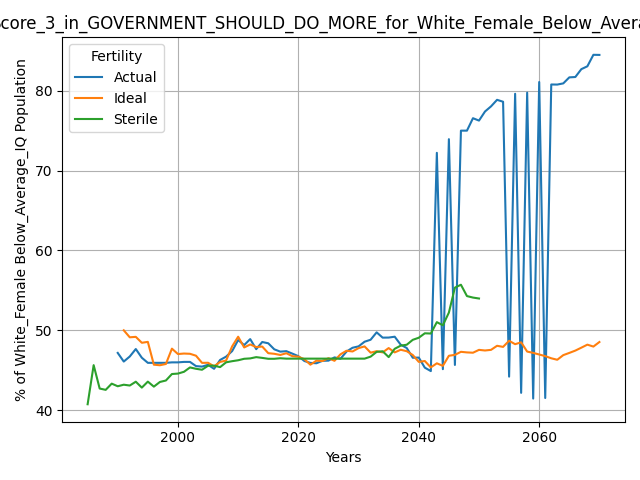 core_3_in_GOVERNMENT_SHOULD_DO_MORE_for_White_Female_Below_Avera
Fertility
Actual
Ideal
Sterile
% of White_Female Below_Average_IQ Population
80
70
60
50
40
2000
2020
2040
2060
Years